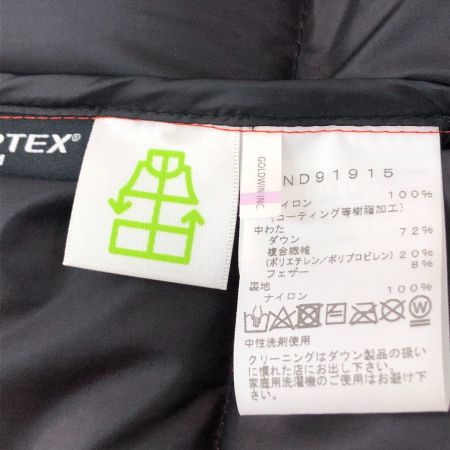 RTEX®
GOLDWIN INC.
ND91915
ナイロン 100%
(コーティング等樹脂加工)
中わた
ダウン 72%
複合繊維
(ポリエチレン/ポリプロピレン) 20%
フェザー 8%
裏地
ナイロン 100%
W
中性洗剤使用
クリーニングはダウン製品の扱い
に慣れた店にお出し下さい。
家庭用洗濯機のご使用はお避け下
さい。